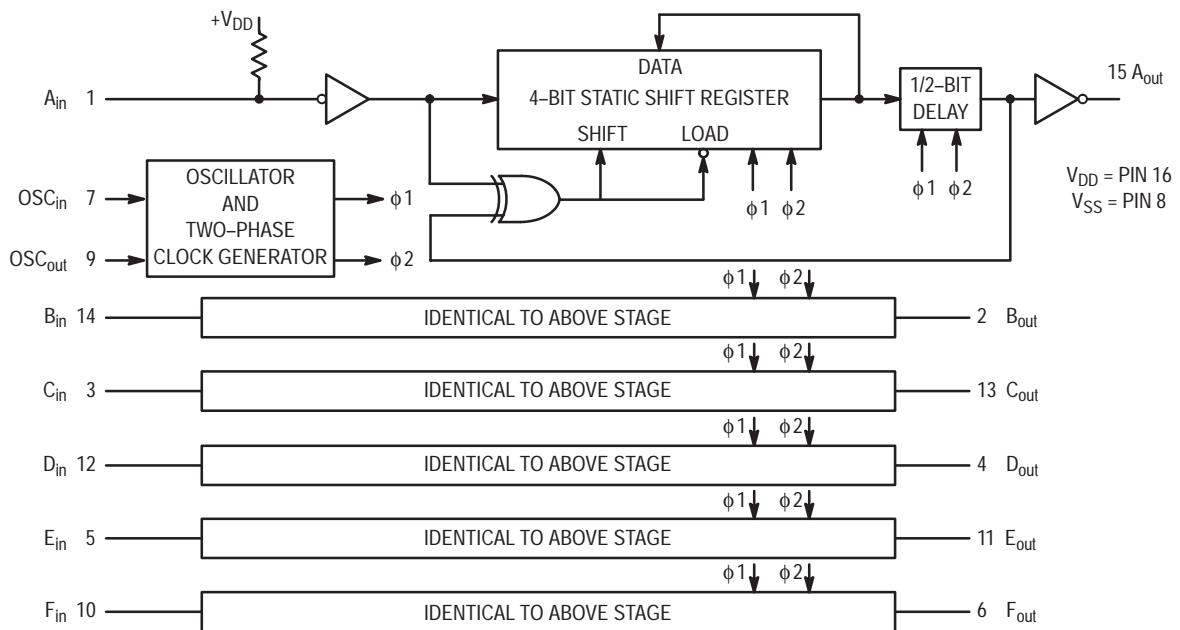 +VDD
Ain 1
DATA
4–BIT STATIC SHIFT REGISTER
SHIFT LOAD
1/2–BIT
DELAY
15 Aout
ϕ1 ϕ2
ϕ1 ϕ2
VDD = PIN 16
VSS = PIN 8
OSCin 7
OSCout 9
OSCILLATOR
AND
TWO–PHASE
CLOCK GENERATOR
ϕ1
ϕ2
ϕ1 ϕ2
Bin 14 IDENTICAL TO ABOVE STAGE 2 Bout
ϕ1 ϕ2
Cin 3 IDENTICAL TO ABOVE STAGE 13 Cout
ϕ1 ϕ2
Din 12 IDENTICAL TO ABOVE STAGE 4 Dout
ϕ1 ϕ2
Ein 5 IDENTICAL TO ABOVE STAGE 11 Eout
ϕ1 ϕ2
Fin 10 IDENTICAL TO ABOVE STAGE 6 Fout